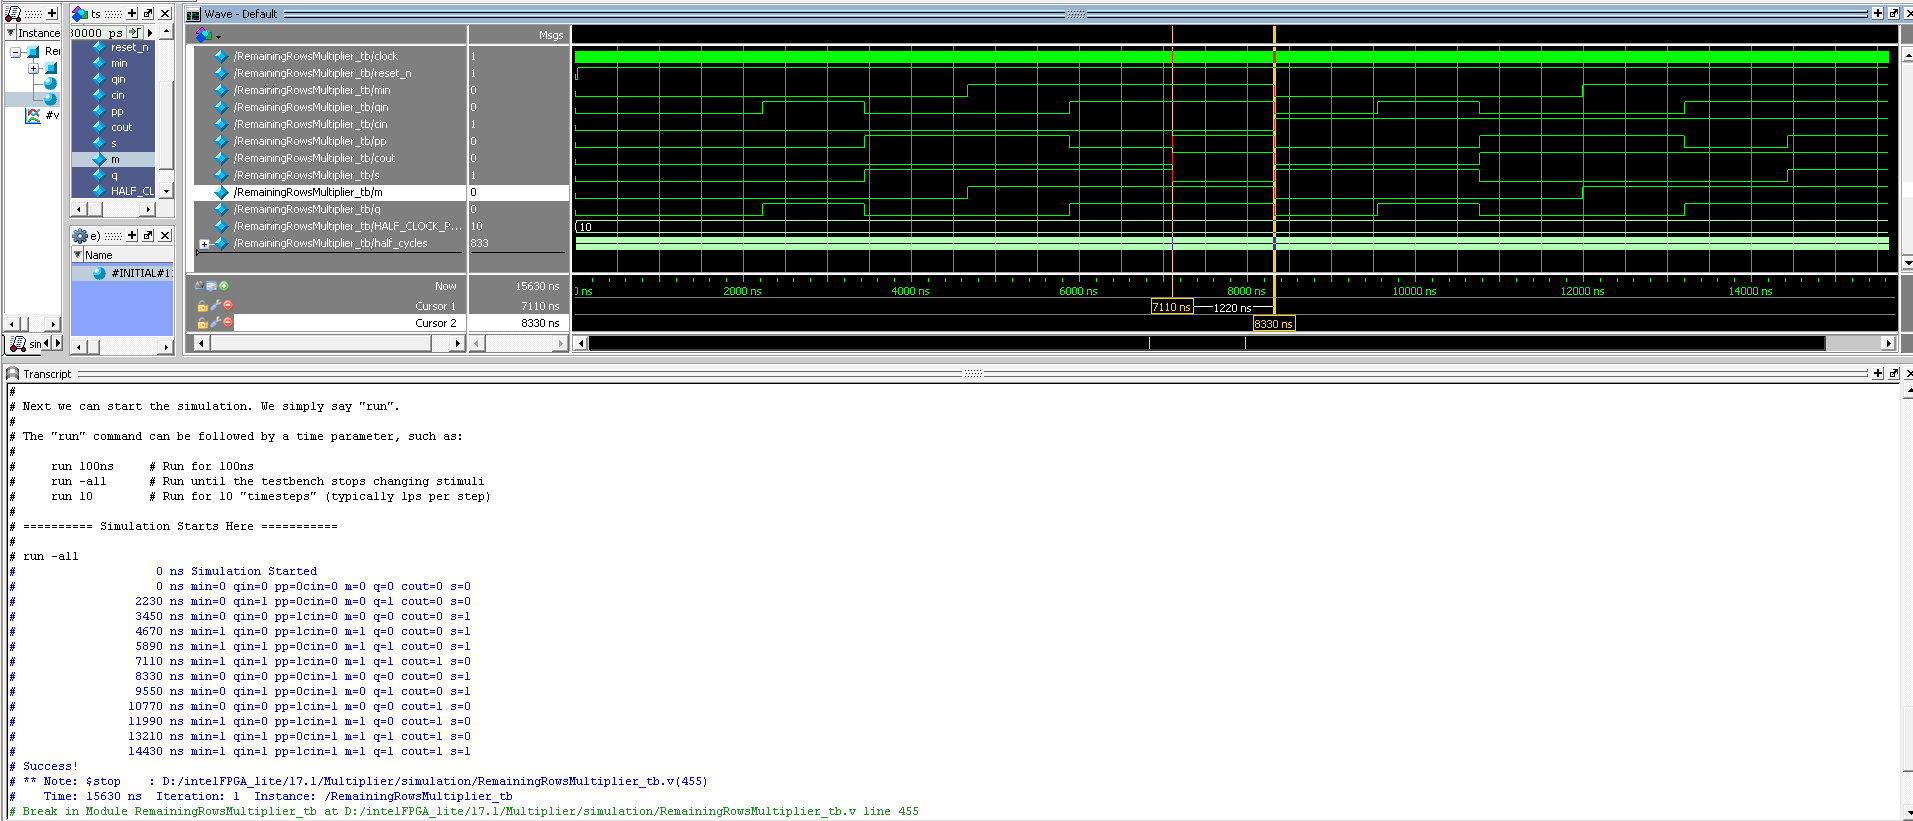 ts
Wave - Default
Instance
80000 ps
Msgs
Re
reset_n
min
qin
cin
pp
cout
s
m
q
HALF_CL
#v
/RemainingRowsMultiplier_tb/clock 1
/RemainingRowsMultiplier_tb/reset_n 1
/RemainingRowsMultiplier_tb/min 0
/RemainingRowsMultiplier_tb/qin 0
/RemainingRowsMultiplier_tb/cin 1
/RemainingRowsMultiplier_tb/pp 0
/RemainingRowsMultiplier_tb/cout 0
/RemainingRowsMultiplier_tb/s 1
/RemainingRowsMultiplier_tb/m 0
/RemainingRowsMultiplier_tb/q 0
/RemainingRowsMultiplier_tb/HALF_CLOCK_P... 10 10
/RemainingRowsMultiplier_tb/half_cycles 833
e)
Name
#INITIAL#1
sim
Now 15630 ns ns 2000 ns 4000 ns 6000 ns 8000 ns 10000 ns 12000 ns 14000 ns
Cursor 1 7110 ns 7110 ns 1220 ns
Cursor 2 8330 ns 8330 ns
Transcript
#
# Next we can start the simulation. We simply say "run".
#
# The "run" command can be followed by a time parameter, such as:
#
# run 100ns # Run for 100ns
# run -all # Run until the testbench stops changing stimuli
# run 10 # Run for 10 "timesteps" (typically 1ps per step)
#
# ========== Simulation Starts Here ===========
#
# run -all
# 0 ns Simulation Started
# 0 ns min=0 qin=0 pp=0cin=0 m=0 q=0 cout=0 s=0
# 2230 ns min=0 qin=1 pp=0cin=0 m=0 q=1 cout=0 s=0
# 3450 ns min=0 qin=0 pp=1cin=0 m=0 q=0 cout=0 s=1
# 4670 ns min=1 qin=0 pp=1cin=0 m=1 q=0 cout=0 s=1
# 5890 ns min=1 qin=1 pp=0cin=0 m=1 q=1 cout=0 s=1
# 7110 ns min=1 qin=1 pp=1cin=0 m=1 q=1 cout=1 s=0
# 8330 ns min=0 qin=0 pp=0cin=1 m=0 q=0 cout=0 s=1
# 9550 ns min=0 qin=1 pp=0cin=1 m=0 q=1 cout=0 s=1
# 10770 ns min=0 qin=0 pp=1cin=1 m=0 q=0 cout=1 s=0
# 11990 ns min=1 qin=0 pp=1cin=1 m=1 q=0 cout=1 s=0
# 13210 ns min=1 qin=1 pp=0cin=1 m=1 q=1 cout=1 s=0
# 14430 ns min=1 qin=1 pp=1cin=1 m=1 q=1 cout=1 s=1
# Success!
# ** Note: $stop : D:/intelFPGA_lite/17.1/Multiplier/simulation/RemainingRowsMultiplier_tb.v(455)
# Time: 15630 ns Iteration: 1 Instance: /RemainingRowsMultiplier_tb
# Break in Module RemainingRowsMultiplier_tb at D:/intelFPGA_lite/17.1/Multiplier/simulation/RemainingRowsMultiplier_tb.v line 455